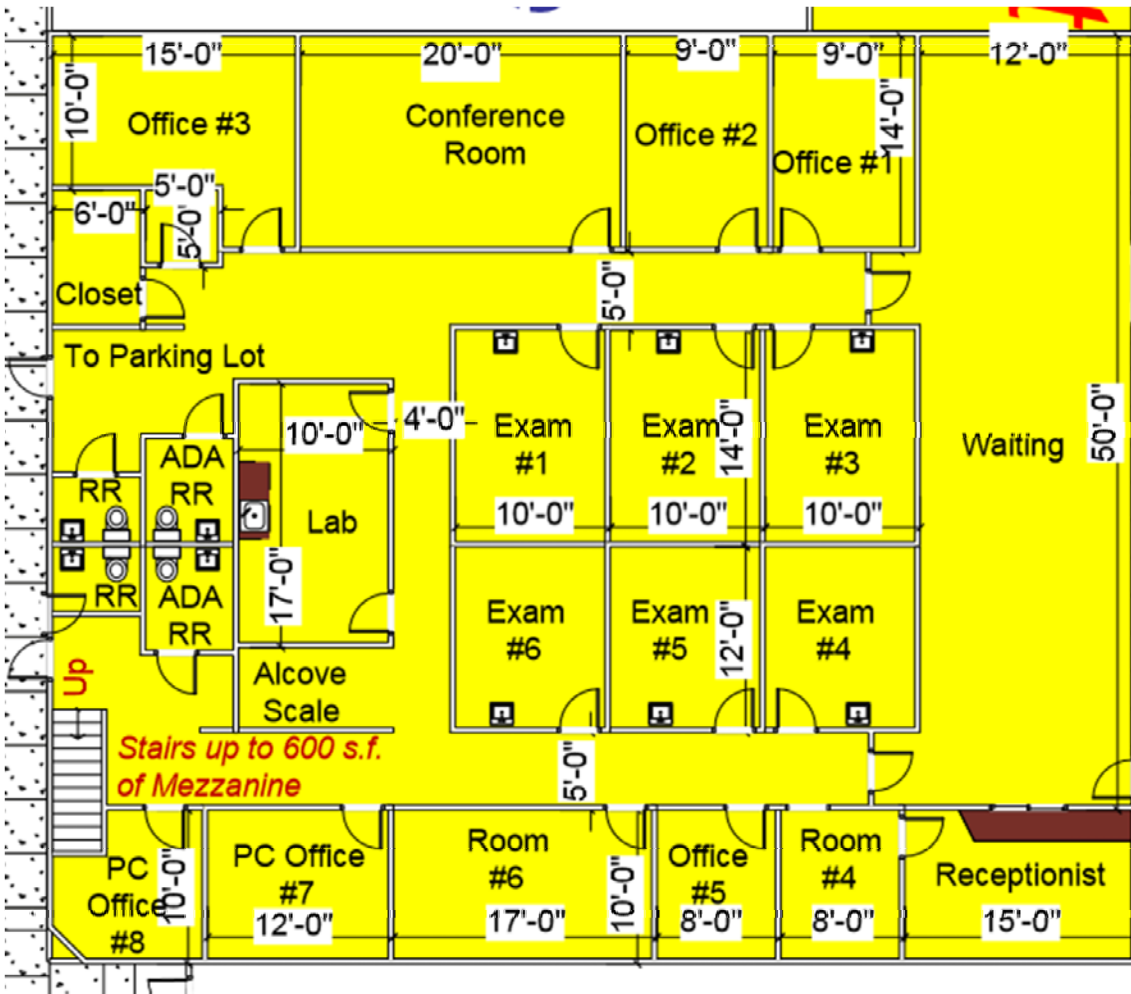 15'-0"
20'-0"
9'-0"
9'-0"
12'-0"
10'-0"
14'-0"
Office #3
Conference
Room
Office #2
Office #1
5'-0"
6'-0"
5'-0"
Closet
5'-0"
To Parking Lot
4'-0"
10'-0"
Exam
#1
Exam
#2
14'-0"
Exam
#3
Waiting
50'-0"
ADA
RR
RR
Lab
10'-0"
10'-0"
10'-0"
17'-0"
RR
ADA
RR
Exam
#6
Exam
#5
12'-0"
Exam
#4
Up
Alcove
Scale
Stairs up to 600 s.f.
of Mezzanine
5'-0"
PC
Office
#8
10'-0"
PC Office
#7
12'-0"
Room
#6
17'-0"
10'-0"
Office
#5
8'-0"
Room
#4
8'-0"
Receptionist
15'-0"